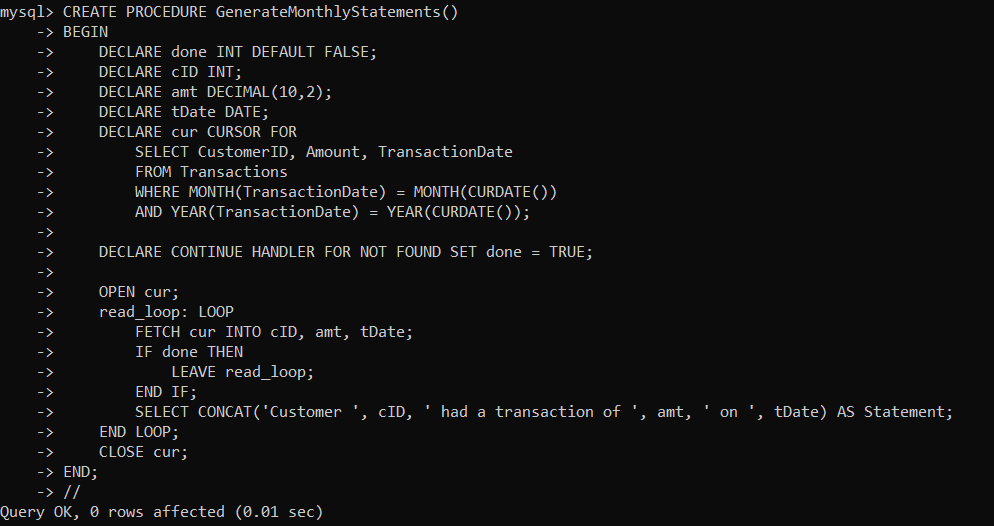 mysql> CREATE PROCEDURE GenerateMonthlyStatements()
    -> BEGIN
    ->     DECLARE done INT DEFAULT FALSE;
    ->     DECLARE cID INT;
    ->     DECLARE amt DECIMAL(10,2);
    ->     DECLARE tDate DATE;
    ->     DECLARE cur CURSOR FOR
    ->         SELECT CustomerID, Amount, TransactionDate
    ->         FROM Transactions
    ->         WHERE MONTH(TransactionDate) = MONTH(CURDATE())
    ->         AND YEAR(TransactionDate) = YEAR(CURDATE());
    ->
    ->     DECLARE CONTINUE HANDLER FOR NOT FOUND SET done = TRUE;
    ->
    ->     OPEN cur;
    ->     read_loop: LOOP
    ->         FETCH cur INTO cID, amt, tDate;
    ->         IF done THEN
    ->             LEAVE read_loop;
    ->         END IF;
    ->         SELECT CONCAT('Customer ', cID, ' had a transaction of ', amt, ' on ', tDate) AS Statement;
    ->     END LOOP;
    ->     CLOSE cur;
    -> END;
    -> //
Query OK, 0 rows affected (0.01 sec)